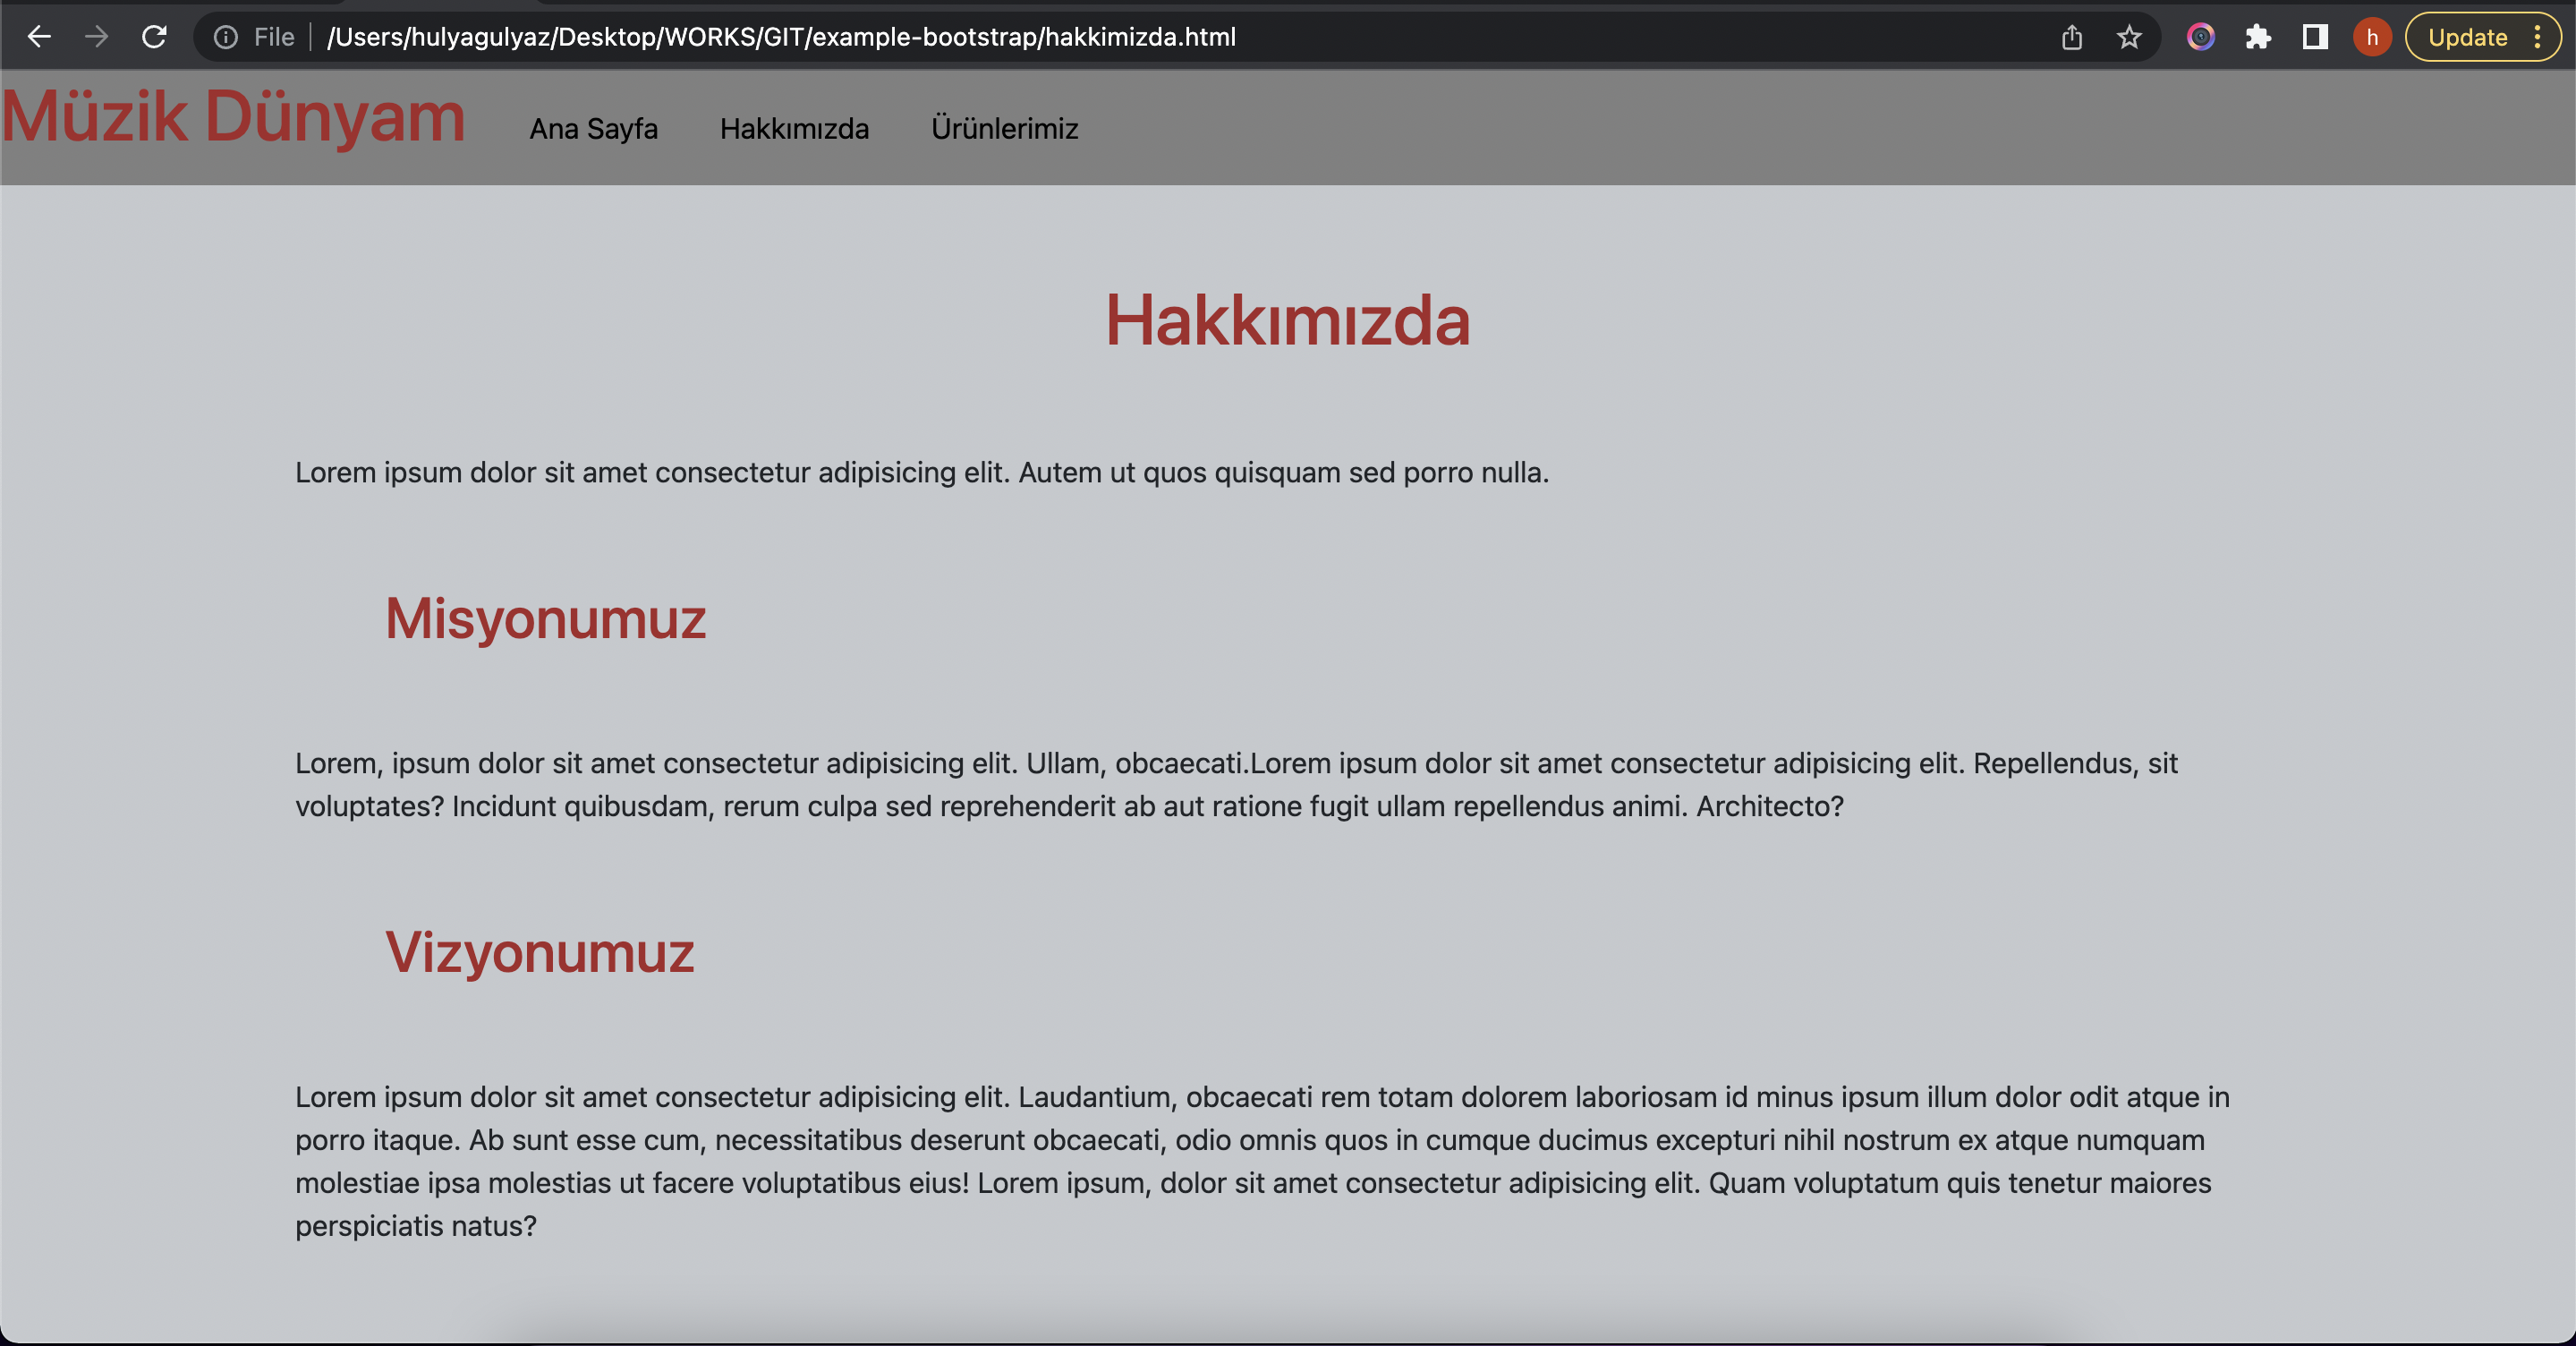 File
/Users/hulyagulyaz/Desktop/WORKS/GIT/example-bootstrap/hakkimizda.html
h
Update
Müzik Dünyam
Ana Sayfa
Hakkımızda
Ürünlerimiz
Hakkımızda
Lorem ipsum dolor sit amet consectetur adipisicing elit. Autem ut quos quisquam sed porro nulla.
Misyonumuz
Lorem, ipsum dolor sit amet consectetur adipisicing elit. Ullam, obcaecati.Lorem ipsum dolor sit amet consectetur adipisicing elit. Repellendus, sit
voluptates? Incidunt quibusdam, rerum culpa sed reprehenderit ab aut ratione fugit ullam repellendus animi. Architecto?
Vizyonumuz
Lorem ipsum dolor sit amet consectetur adipisicing elit. Laudantium, obcaecati rem totam dolorem laboriosam id minus ipsum illum dolor odit atque in
porro itaque. Ab sunt esse cum, necessitatibus deserunt obcaecati, odio omnis quos in cumque ducimus excepturi nihil nostrum ex atque numquam
molestiae ipsa molestias ut facere voluptatibus eius! Lorem ipsum, dolor sit amet consectetur adipisicing elit. Quam voluptatum quis tenetur maiores
perspiciatis natus?